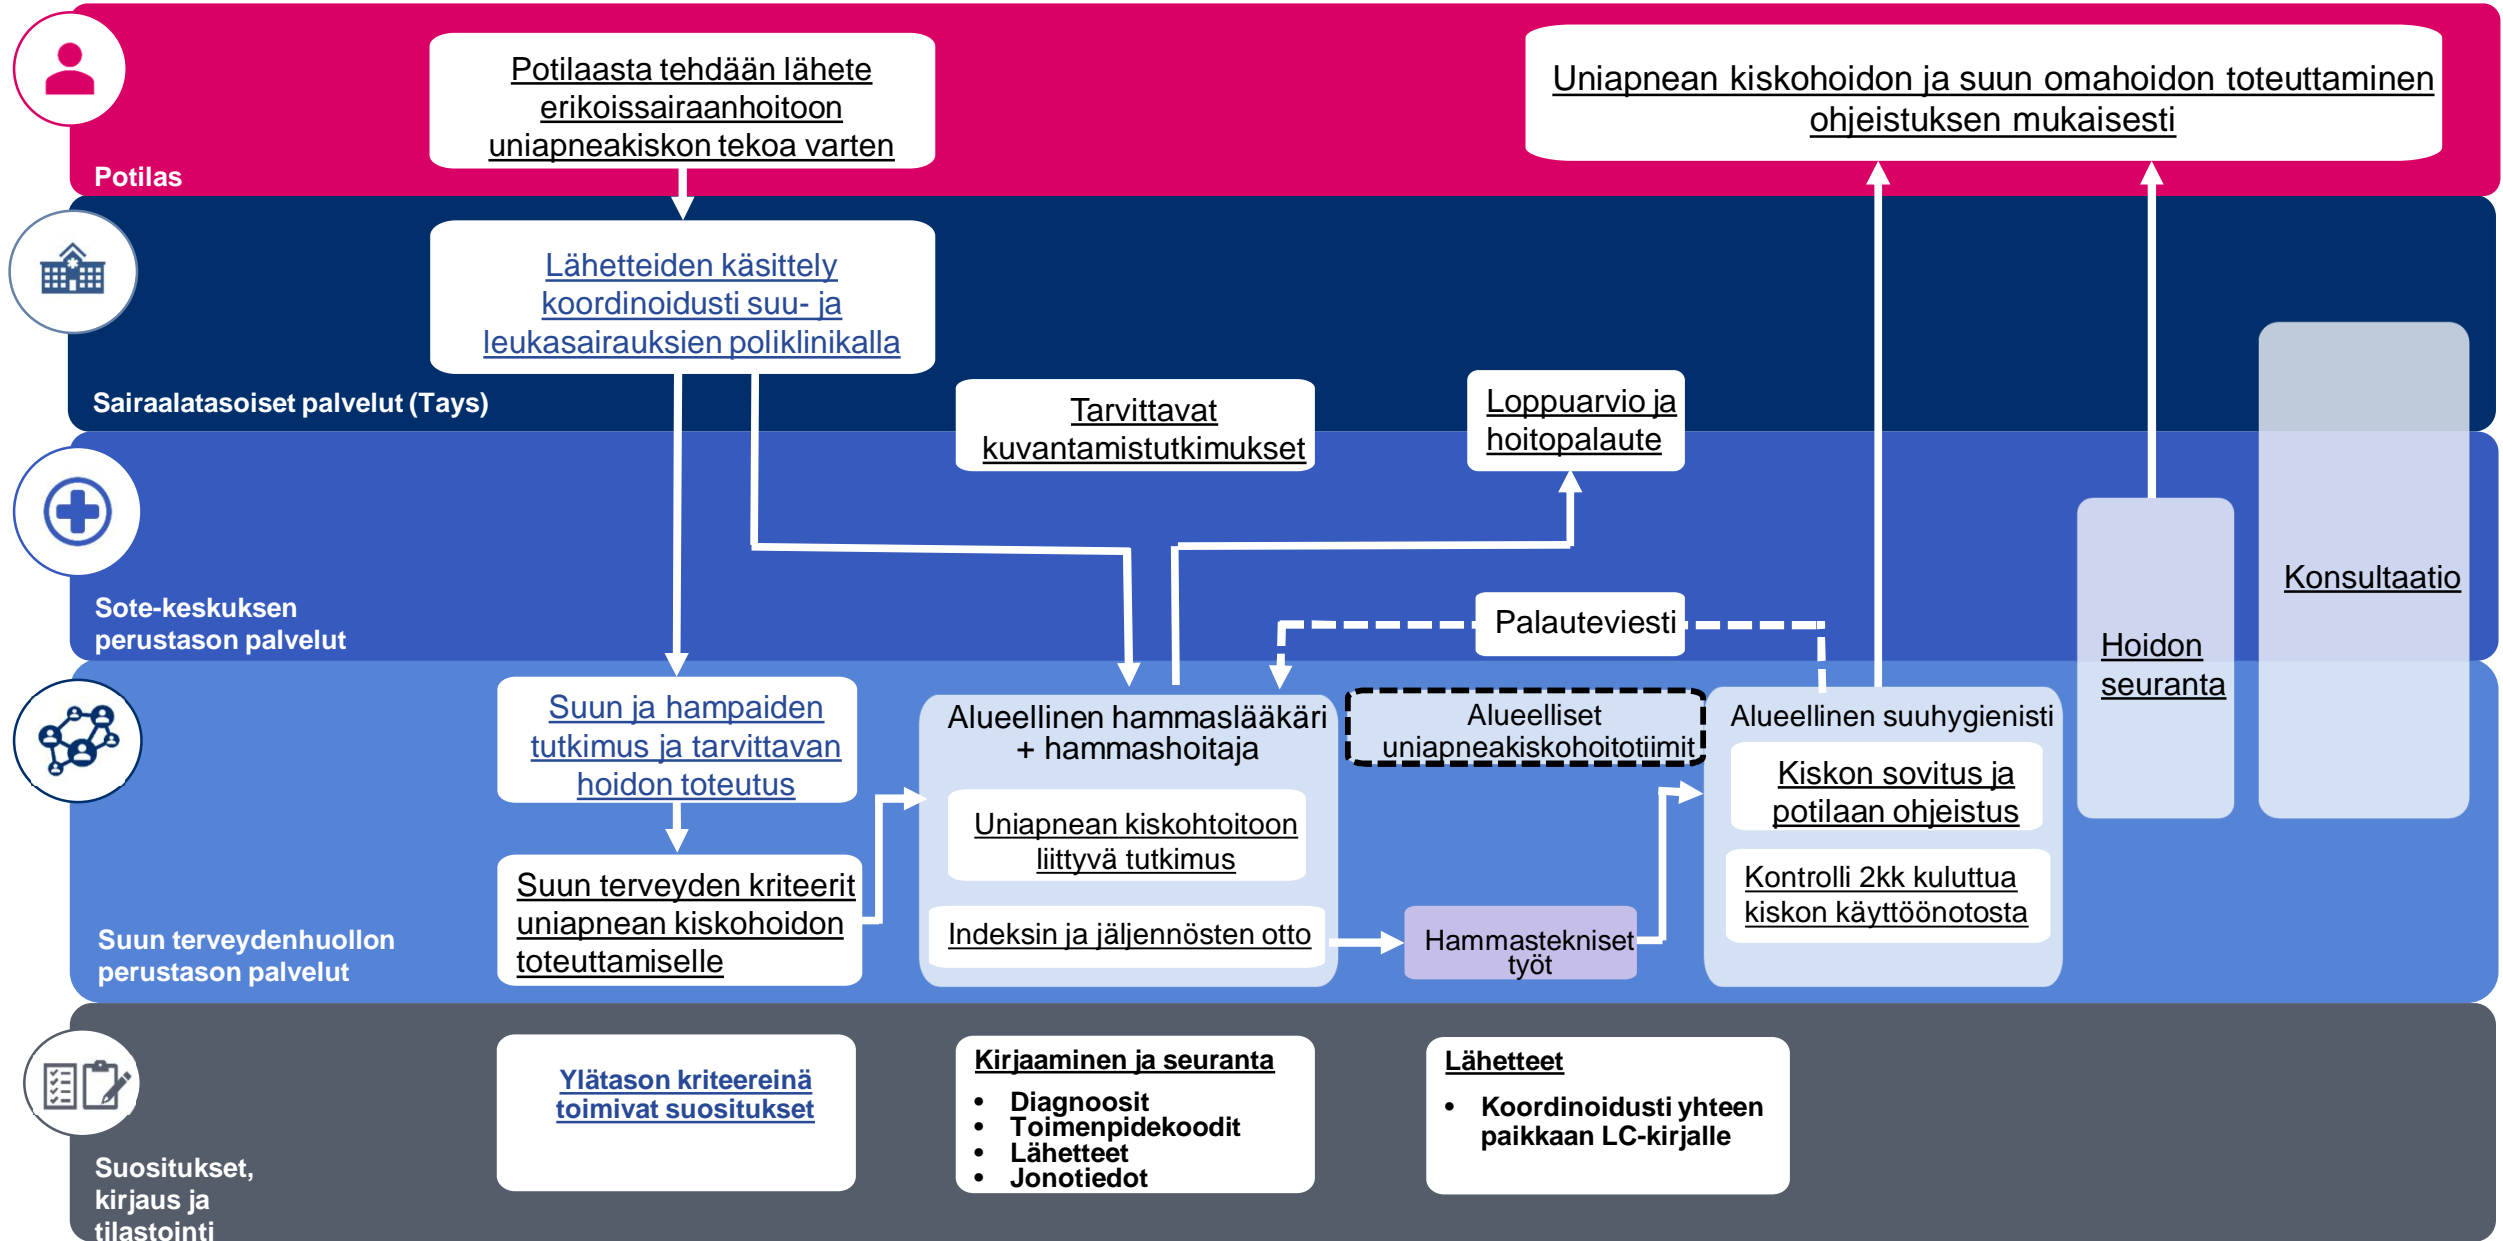 Potilaasta tehdään lähete
erikoissairaanhoitoon
uniapneakiskon tekoa varten
Uniapnean kiskohoidon ja suun omahoidon toteuttaminen
ohjeistuksen mukaisesti
Potilas
Lähetteiden käsittely
koordinoidusti suu- ja
leukasairauksien poliklinikalla
Sairaalatasoiset palvelut (Tays)
Tarvittavat
kuvantamistutkimukset
Loppuarvio ja
hoitopalaute
Sote-keskuksen
perustason palvelut
Palauteviesti
Hoidon
seuranta
Konsultaatio
Suun ja hampaiden
tutkimus ja tarvittavan
hoidon toteutus
Alueellinen hammaslääkäri
+ hammashoitaja
Alueelliset
uniapneakiskohoitotiimit
Alueellinen suuhygienisti
Kiskon sovitus ja
potilaan ohjeistus
Uniapnean kiskohtoitoon
liittyvä tutkimus
Suun terveyden kriteerit
uniapnean kiskohoidon
toteuttamiselle
Kontrolli 2kk kuluttua
kiskon käyttöönotosta
Indeksin ja jäljennösten otto
Hammastekniset
työt
Suun terveydenhuollon
perustason palvelut
Ylätason kriteereinä
toimivat suositukset
Kirjaaminen ja seuranta
• Diagnoosit
• Toimenpidekoodit
• Lähetteet
• Jonotiedot
Lähetteet
• Koordinoidusti yhteen
paikkaan LC-kirjalle
Suositukset,
kirjaus ja
tilastointi